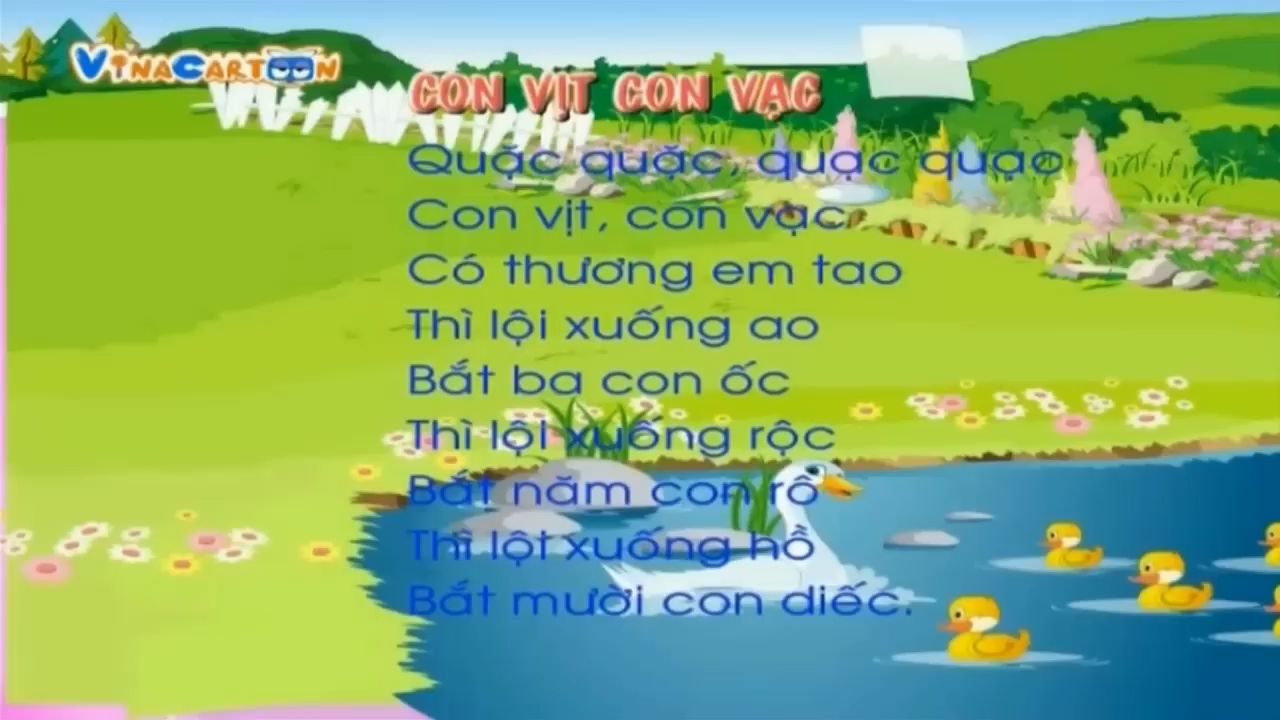 VINACARTOON
CON VỊT CON VẠC
Quặc quặc, quạc quạc
Con vịt, con vạc
Có thương em tao
Thì lội xuống ao
Bắt ba con ốc
Thì lội xuống rộc
Bắt năm con rô
Thì lội xuống hồ
Bắt mười con diếc.